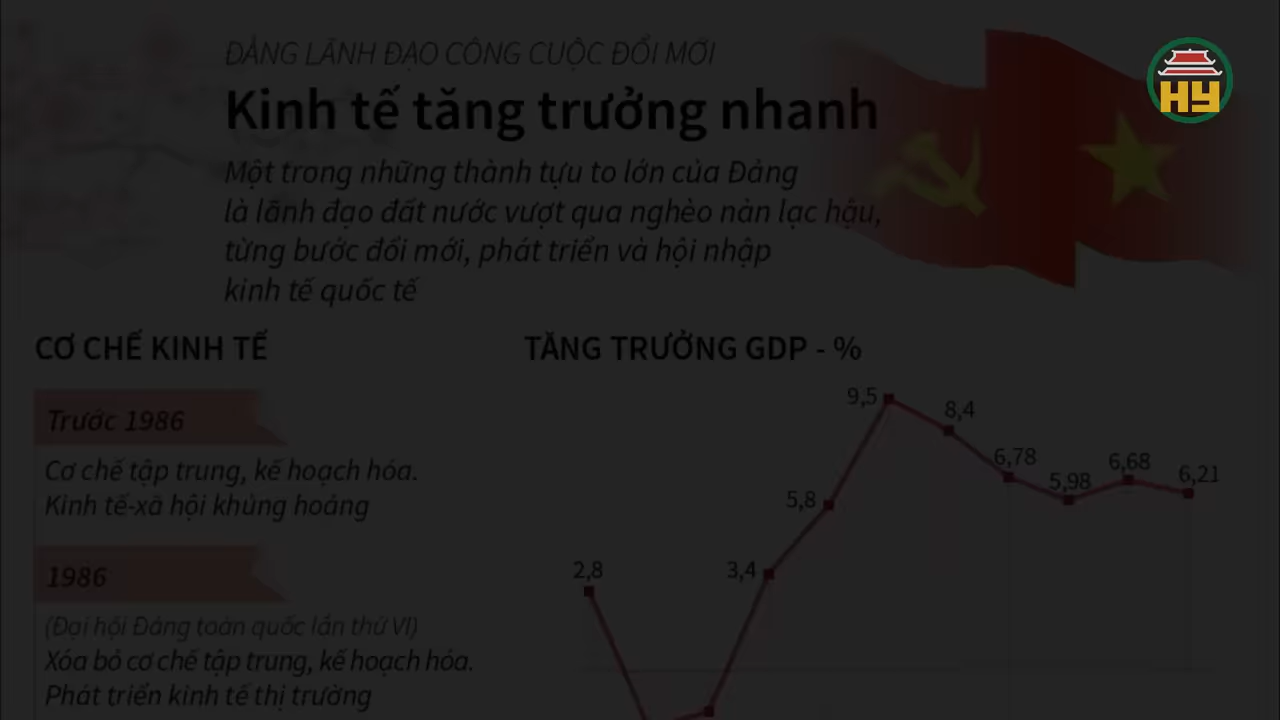 HY
ĐẢNG LÃNH ĐẠO CÔNG CUỘC ĐỔI MỚI
Kinh tế tăng trưởng nhanh
Một trong những thành tựu to lớn của Đảng
là lãnh đạo đất nước vượt qua nghèo nàn lạc hậu,
từng bước đổi mới, phát triển và hội nhập
kinh tế quốc tế
CƠ CHẾ KINH TẾ
Trước 1986
Cơ chế tập trung, kế hoạch hóa.
Kinh tế-xã hội khủng hoảng
1986
(Đại hội Đảng toàn quốc lần thứ VI)
Xóa bỏ cơ chế tập trung, kế hoạch hóa.
Phát triển kinh tế thị trường
TĂNG TRƯỞNG GDP - %
2,8
3,4
5,8
9,5
8,4
6,78
5,98
6,68
6,21